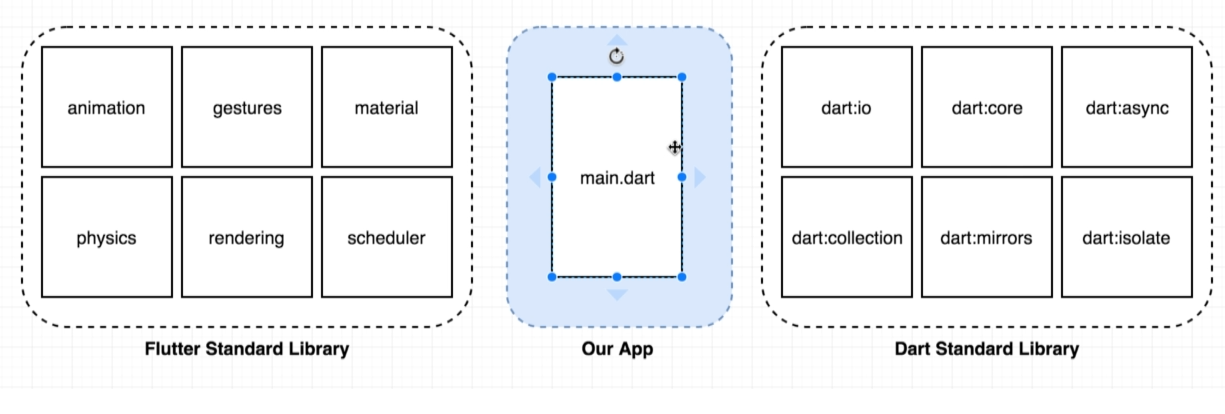 animation
gestures
material
physics
rendering
scheduler
Flutter Standard Library
main.dart
Our App
dart:io
dart:core
dart:async
dart:collection
dart:mirrors
dart:isolate
Dart Standard Library